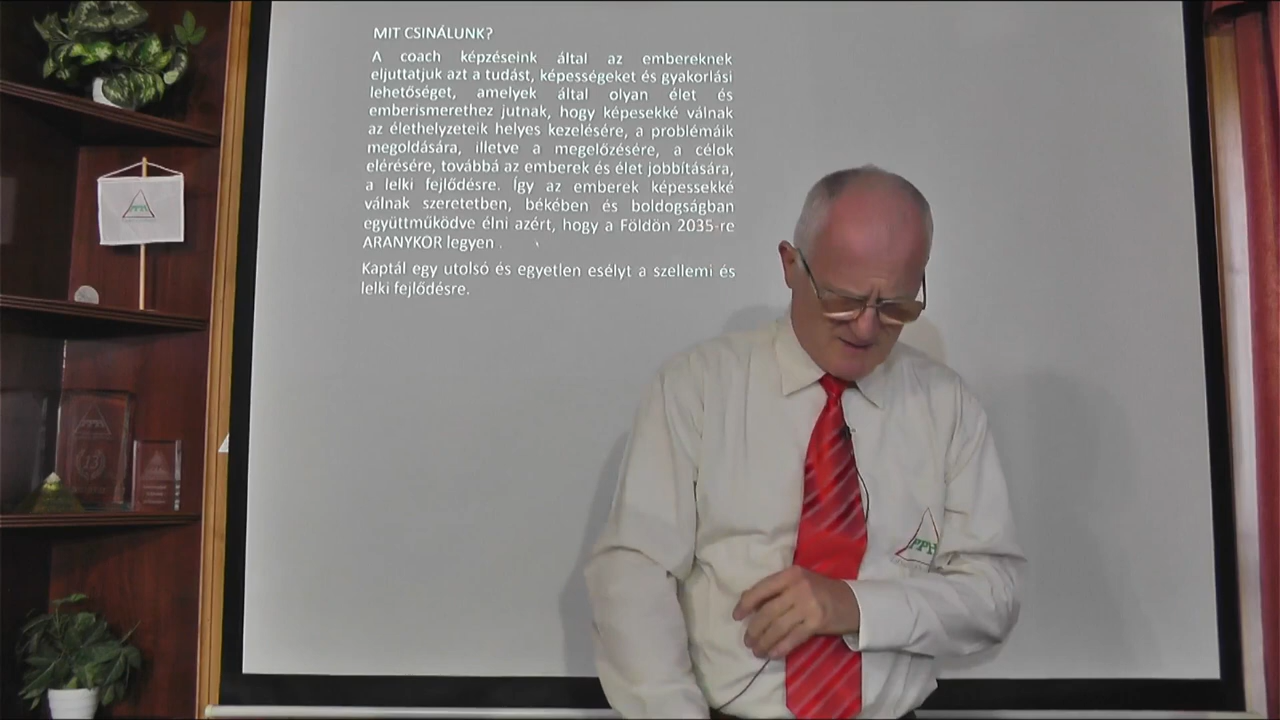 MIT CSINÁLUNK?
A coach képzéseink által az embereknek
eljuttatjuk azt a tudást, képességeket és gyakorlási
lehetőséget, amelyek által olyan élet és
emberismerethez jutnak, hogy képesekké válnak
az élethelyzeteik helyes kezelésére, a problémáik
megoldására, illetve a megelőzésére, a célok
elérésére, továbbá az emberek és élet jobbítására,
a lelki fejlődésre. Így az emberek képessekké
válnak szeretetben, békében és boldogságban
együttműködve élni azért, hogy a Földön 2035-re
ARANYKOR legyen .
Kaptál egy utolsó és egyetlen esélyt a szellemi és
lelki fejlődésre.
PPH
13